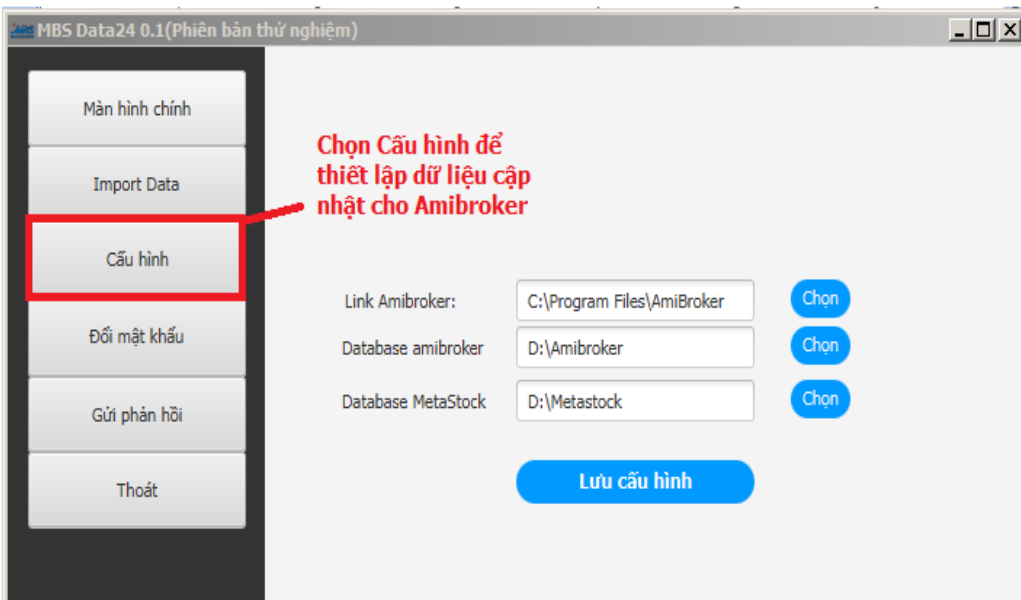 MBS Data24 0.1(Phiên bản thử nghiệm)
Màn hình chính
Import Data
Cấu hình
Đổi mật khẩu
Gửi phản hồi
Thoát
Chọn Cấu hình để
thiết lập dữ liệu cập
nhật cho Amibroker
Link Amibroker: C:\Program Files\AmiBroker Chọn
Database amibroker D:\Amibroker Chọn
Database MetaStock D:\Metastock Chọn
Lưu cấu hình